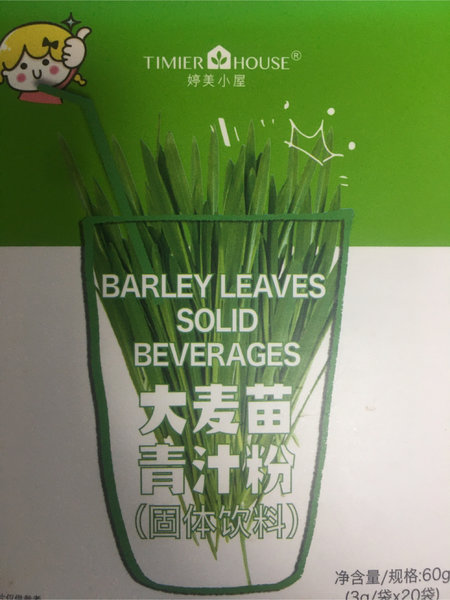 TIMIER HOUSE®
婷美小屋
BARLEY LEAVES
SOLID
BEVERAGES
大麦苗
青汁粉
(固体饮料)
净含量/规格:60g
(3g/袋x20袋)